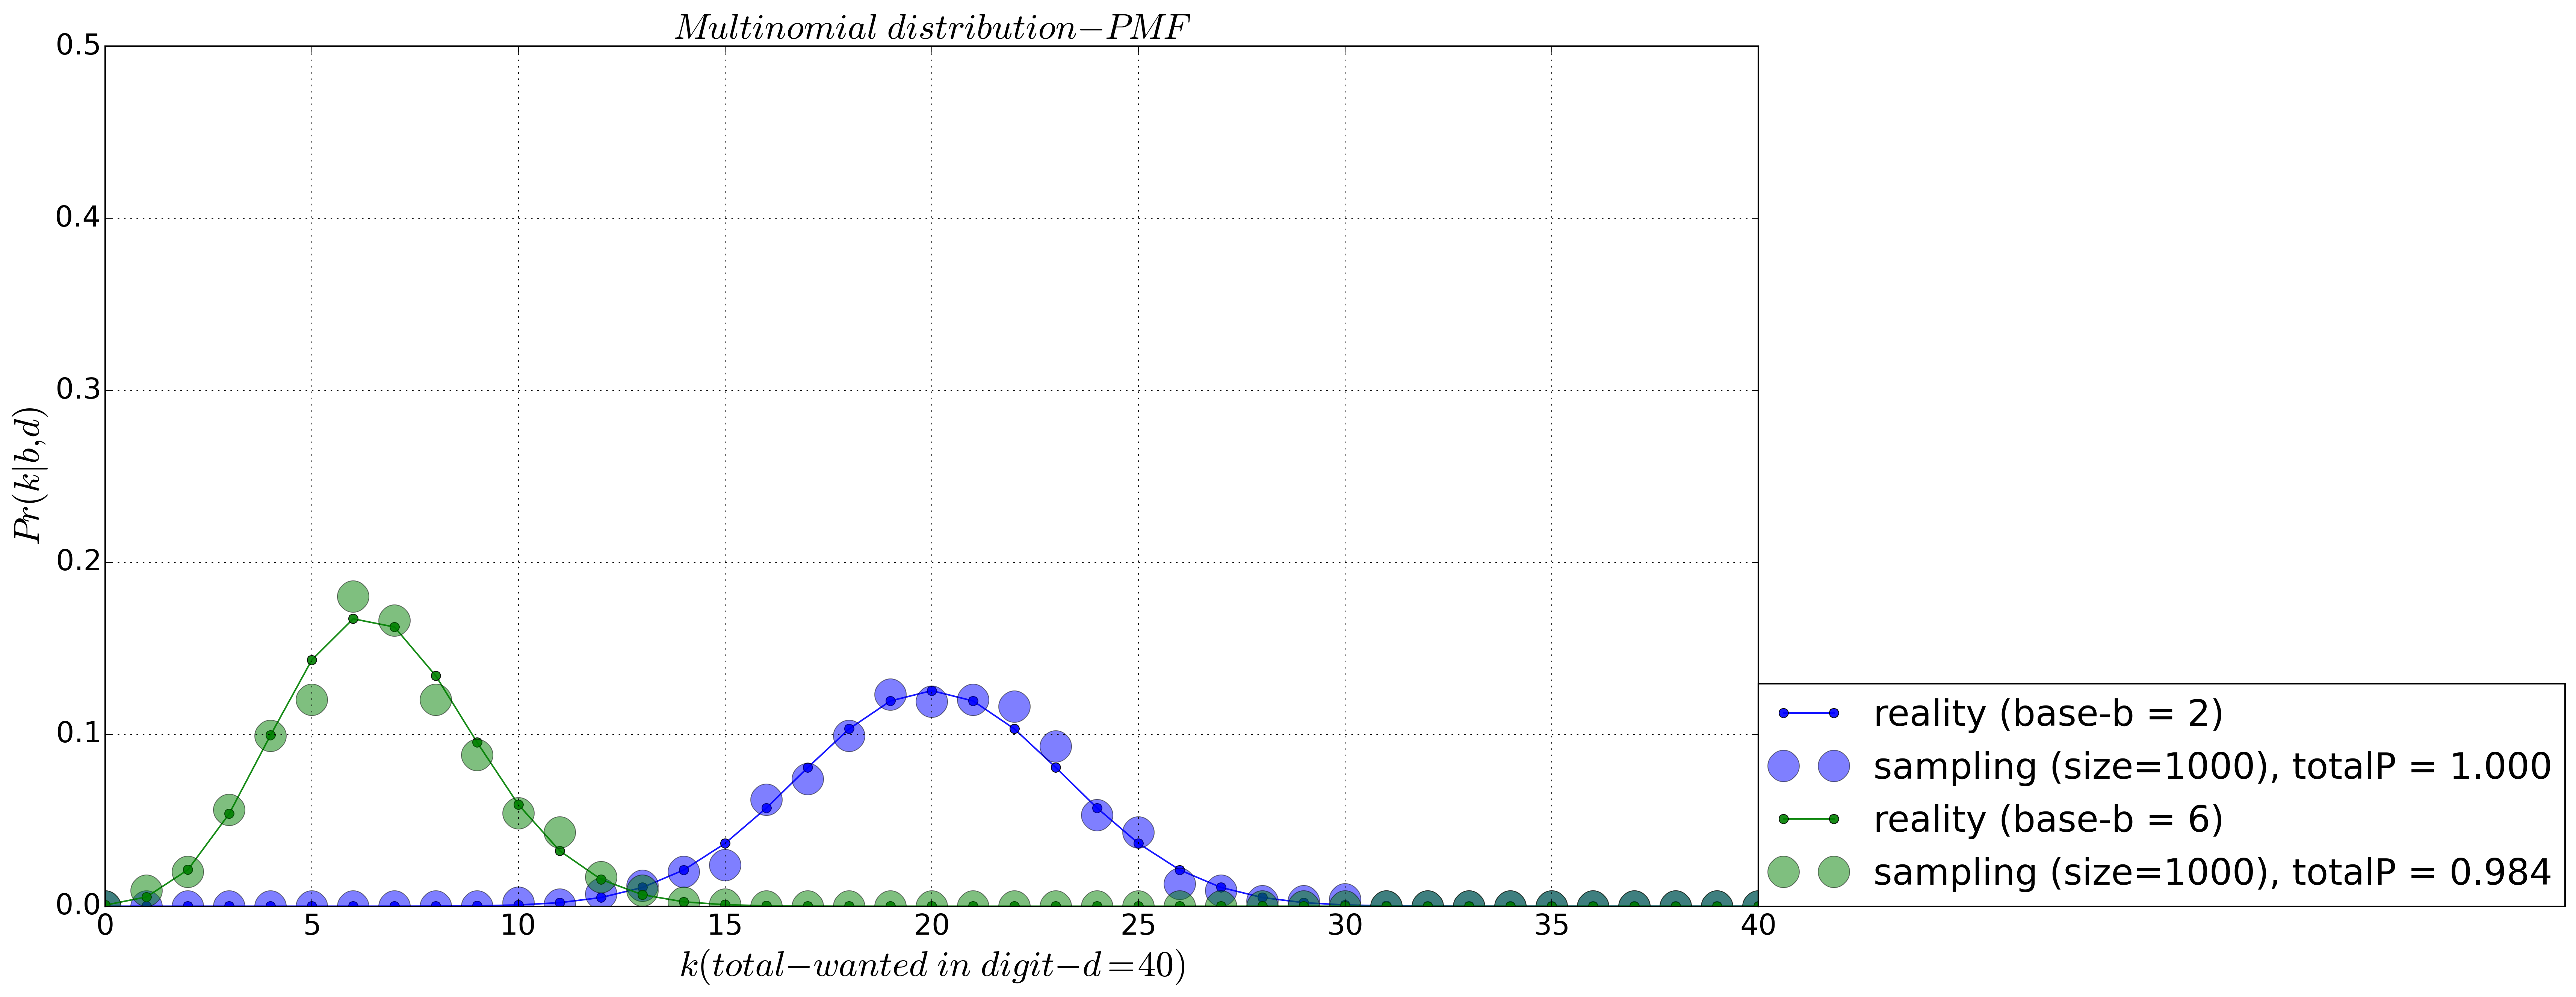 Multinomial distribution−PMF
0.5
0.4
0.3
0.2
0.1
0.0
Pr(k|b,d)
0 5 10 15 20 25 30 35 40
k(total−wanted in digit−d=40)
reality (base-b = 2)
sampling (size=1000), totalP = 1.000
reality (base-b = 6)
sampling (size=1000), totalP = 0.984